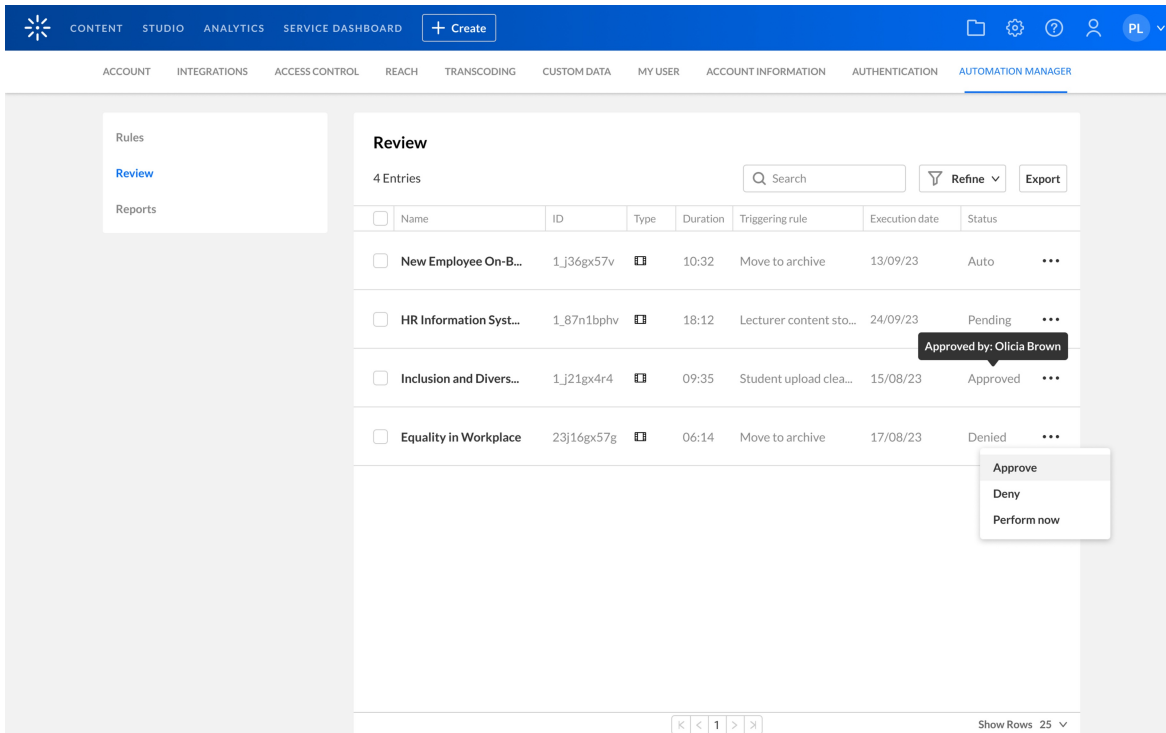 CONTENT STUDIO ANALYTICS SERVICE DASHBOARD + Create PL
ACCOUNT INTEGRATIONS ACCESS CONTROL REACH TRANSCODING CUSTOM DATA MY USER ACCOUNT INFORMATION AUTHENTICATION AUTOMATION MANAGER
Rules
Review
Reports
Review
4 Entries Search Refine Export
Name ID Type Duration Triggering rule Execution date Status
New Employee On-B... 1_j36gx57v 10:32 Move to archive 13/09/23 Auto •••
HR Information Syst... 1_87n1bphv 18:12 Lecturer content sto... 24/09/23 Pending •••
Approved by: Olicia Brown
Inclusion and Divers... 1_j21gx4r4 09:35 Student upload clea... 15/08/23 Approved •••
Equality in Workplace 23j16gx57g 06:14 Move to archive 17/08/23 Denied •••
Approve
Deny
Perform now
1 Show Rows 25